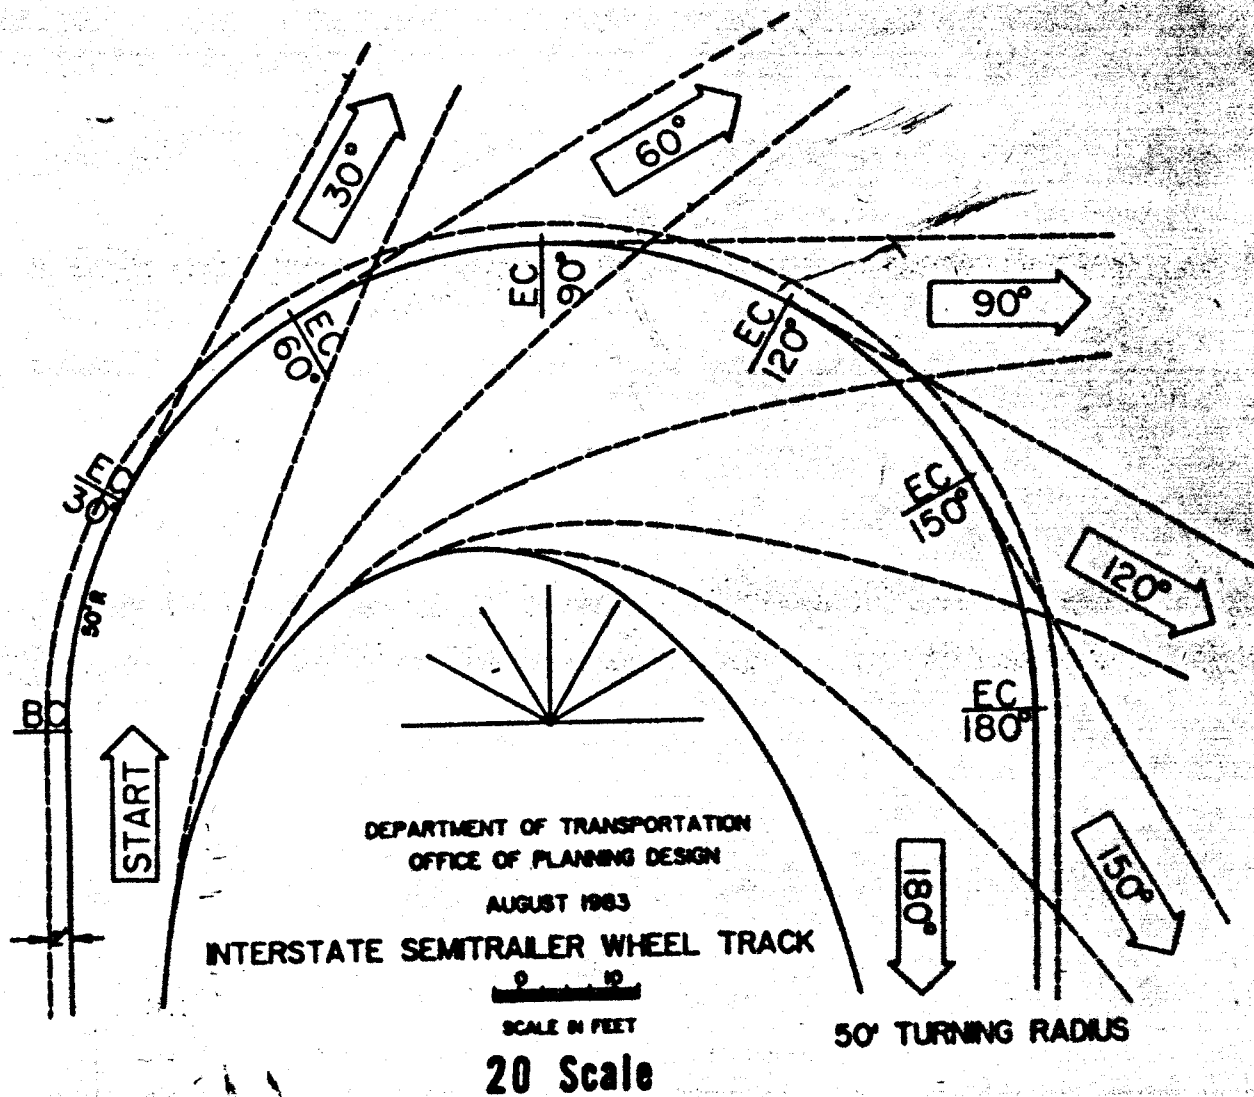 30°
60°
EC
90°
90°
EC
120°
EC
60°
EC
30
EC
150°
120°
50'R
BC
EC
180°
START
150°
180°
2'
DEPARTMENT OF TRANSPORTATION
OFFICE OF PLANNING DESIGN
AUGUST 1983
INTERSTATE SEMITRAILER WHEEL TRACK
0 10
SCALE IN FEET
50' TURNING RADIUS
20 Scale